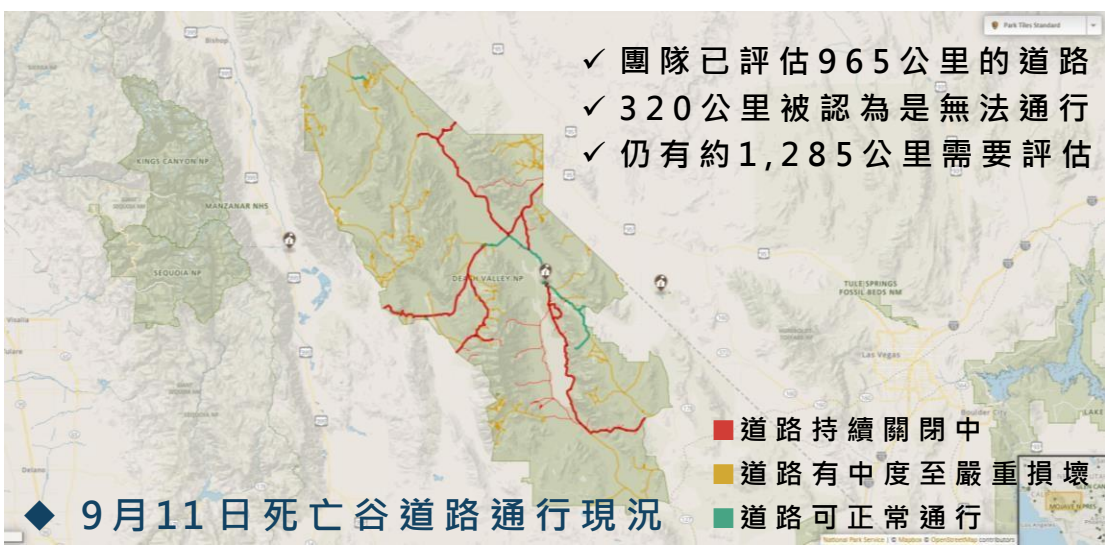 Park Tiles Standard
✓ 團隊已評估965公里的道路
✓ 320公里被認為是無法通行
✓ 仍有約1,285公里需要評估
Bishop
KINGS CANYON NP
MANZANAR NHS
SEQUOIA NP
DEATH VALLEY NP
TULE SPRINGS
FOSSIL BEDS NM
Visalia
Las Vegas
Boulder City
LAKE
Delano
■道路持續關閉中
■道路有中度至嚴重損壞
■道路可正常通行
◆ 9月11日死亡谷道路通行現況
Los Angeles
National Park Service | © Mapbox © OpenStreetMap contributors